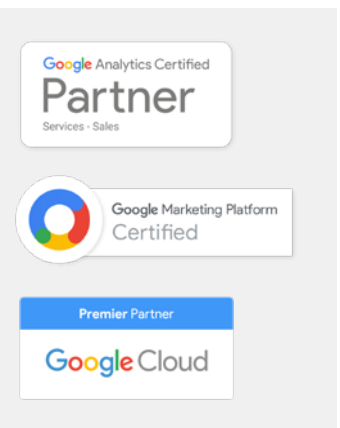 Google Analytics Certified
Partner
Services - Sales
Google Marketing Platform
Certified
Premier Partner
Google Cloud